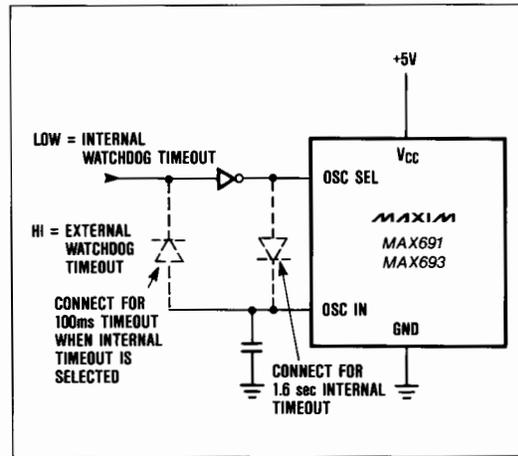 +5V
LOW = INTERNAL
WATCHDOG TIMEOUT
VCC
OSC SEL
HI = EXTERNAL
WATCHDOG
TIMEOUT
MAXIM
MAX691
MAX693
CONNECT FOR
100ms TIMEOUT
WHEN INTERNAL
TIMEOUT IS
SELECTED
OSC IN
GND
CONNECT FOR
1.6 sec INTERNAL
TIMEOUT